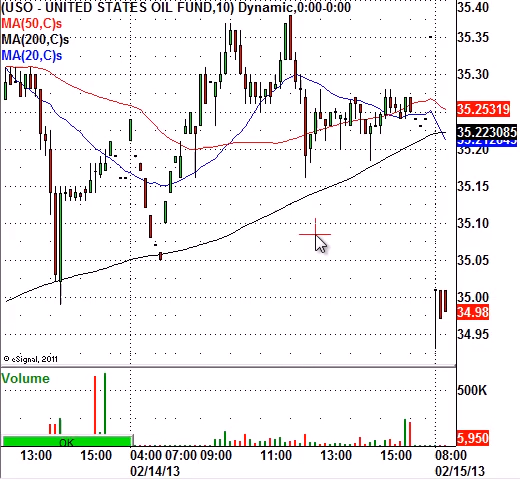 (USO - UNITED STATES OIL FUND,10) Dynamic,0:00-0:00
MA(50,C)s
MA(200,C)s
MA(20,C)s
35.40
35.35
35.30
35.25319
35.223085
35.20
35.15
35.10
35.05
35.00
34.98
34.95
© eSignal, 2011
Volume
500K
5,950
OK
13:00 15:00 04:00 07:00 09:00 11:00 13:00 15:00 08:00
02/14/13 02/15/13